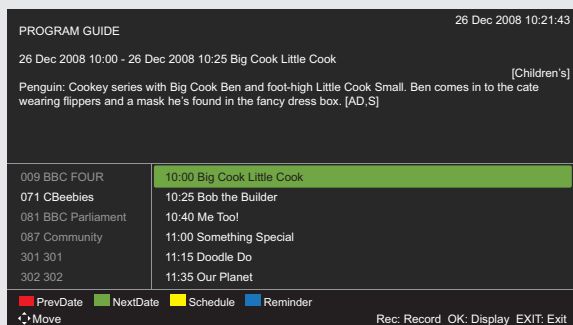 PROGRAM GUIDE
26 Dec 2008 10:21:43
26 Dec 2008 10:00 - 26 Dec 2008 10:25 Big Cook Little Cook
[Children's]
Penguin: Cookey series with Big Cook Ben and foot-high Little Cook Small. Ben comes in to the cate
wearing flippers and a mask he's found in the fancy dress box. [AD,S]
009 BBC FOUR 10:00 Big Cook Little Cook
071 CBeebies 10:25 Bob the Builder
081 BBC Parliament 10:40 Me Too!
087 Community 11:00 Something Special
301 301 11:15 Doodle Do
302 302 11:35 Our Planet
PrevDate NextDate Schedule Reminder
Move Rec: Record OK: Display EXIT: Exit